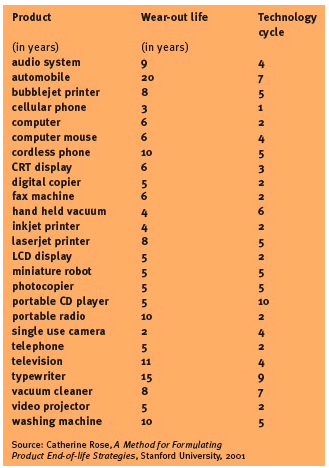 Product Wear-out life Technology
cycle
(in years) (in years)
audio system 9 4
automobile 20 7
bubblejet printer 8 5
cellular phone 3 1
computer 6 2
computer mouse 6 4
cordless phone 10 5
CRT display 6 3
digital copier 5 2
fax machine 6 2
hand held vacuum 4 6
inkjet printer 4 2
laserjet printer 8 5
LCD display 5 2
miniature robot 5 5
photocopier 5 5
portable CD player 5 10
portable radio 10 2
single use camera 2 4
telephone 5 2
television 11 4
typewriter 15 9
vacuum cleaner 8 7
video projector 5 2
washing machine 10 5
Source: Catherine Rose, A Method for Formulating
Product End-of-life Strategies, Stanford University, 2001